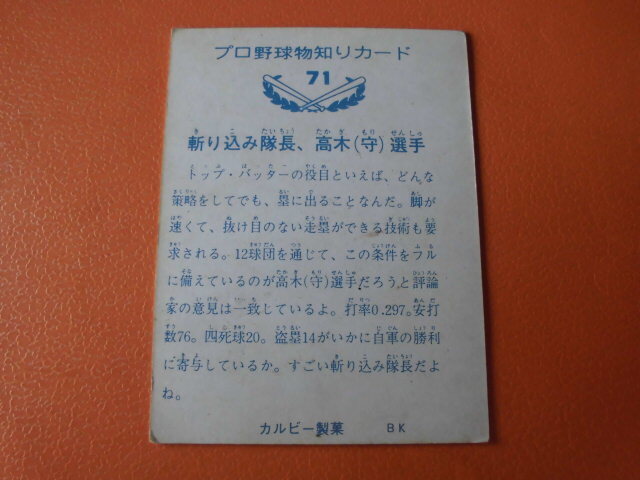 プロ野球物知りカード
71
斬り込み隊長、高木(守)選手
トップ・バッターの役目といえば、どんな
策略をしてでも、塁に出ることなんだ。脚が
速くて、抜け目のない走塁ができる技術も要
求される。12球団を通じて、この条件をフル
に備えているのが高木(守)選手だろうと評論
家の意見は一致しているよ。打率0.297。安打
数76。四死球20。盗塁14がいかに自軍の勝利
に寄与しているか。すごい斬り込み隊長だよ
ね。
カルビー製菓 BK